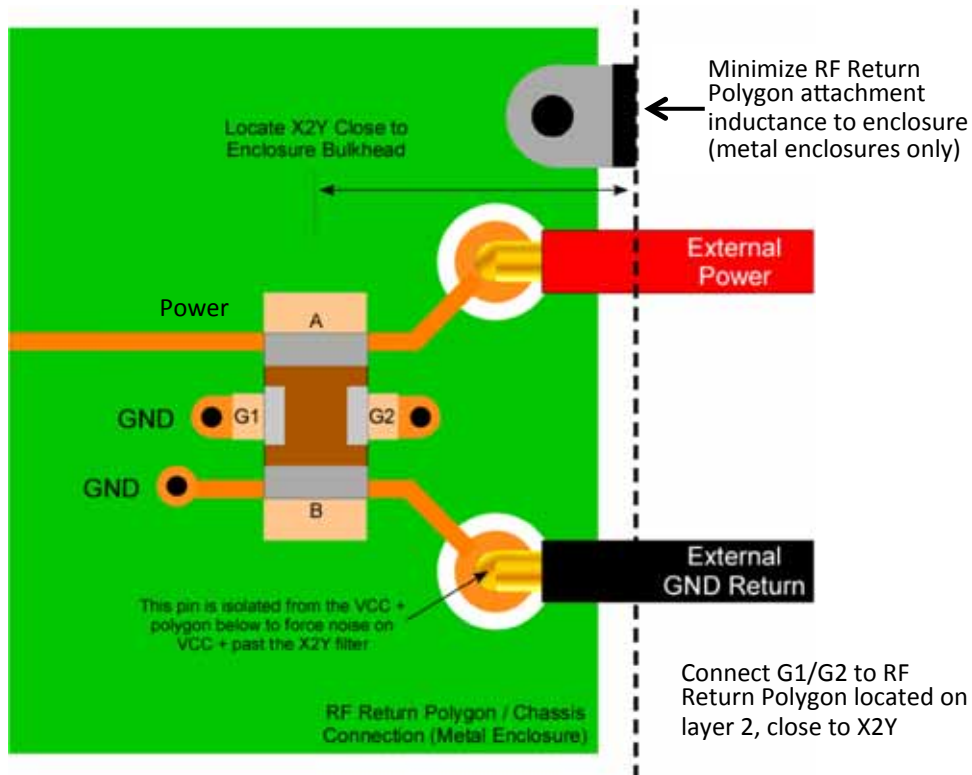 Minimize RF Return
Polygon attachment
inductance to enclosure
(metal enclosures only)
Locate X2Y Close to
Enclosure Bulkhead
External
Power
Power
A
GND
G1
G2
GND
B
External
GND Return
This pin is isolated from the VCC +
polygon below to force noise on
VCC + past the X2Y filter
Connect G1/G2 to RF
Return Polygon located on
layer 2, close to X2Y
RF Return Polygon / Chassis
Connection (Metal Enclosure)